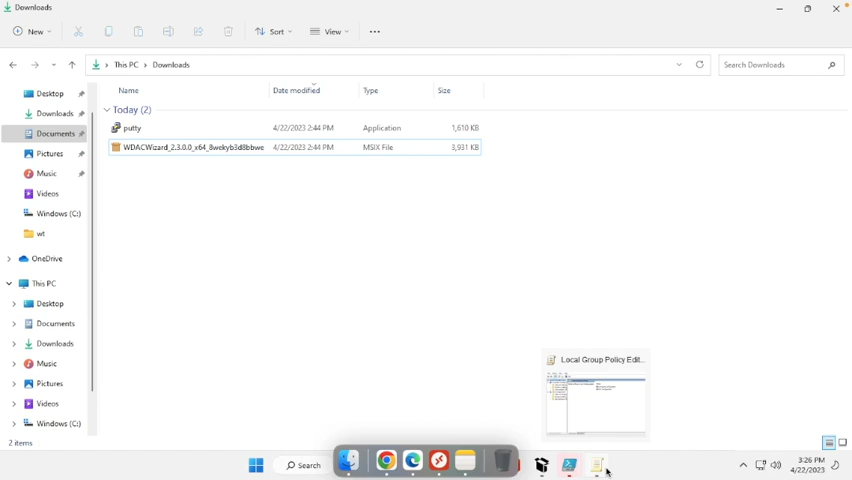 Downloads
New
Sort
View
This PC > Downloads
Search Downloads
Name
Date modified
Type
Size
Today (2)
putty
4/22/2023 2:44 PM
Application
1,610 KB
WDACWizard_2.3.0.0_x64_8wekyb3d8bbwe
4/22/2023 2:44 PM
MSIX File
3,931 KB
Desktop
Downloads
Documents
Pictures
Music
Videos
Windows (C:)
wt
OneDrive
This PC
Desktop
Documents
Downloads
Music
Pictures
Videos
Windows (C:)
Local Group Policy Edit...
2 items
Search
3:26 PM
4/22/2023